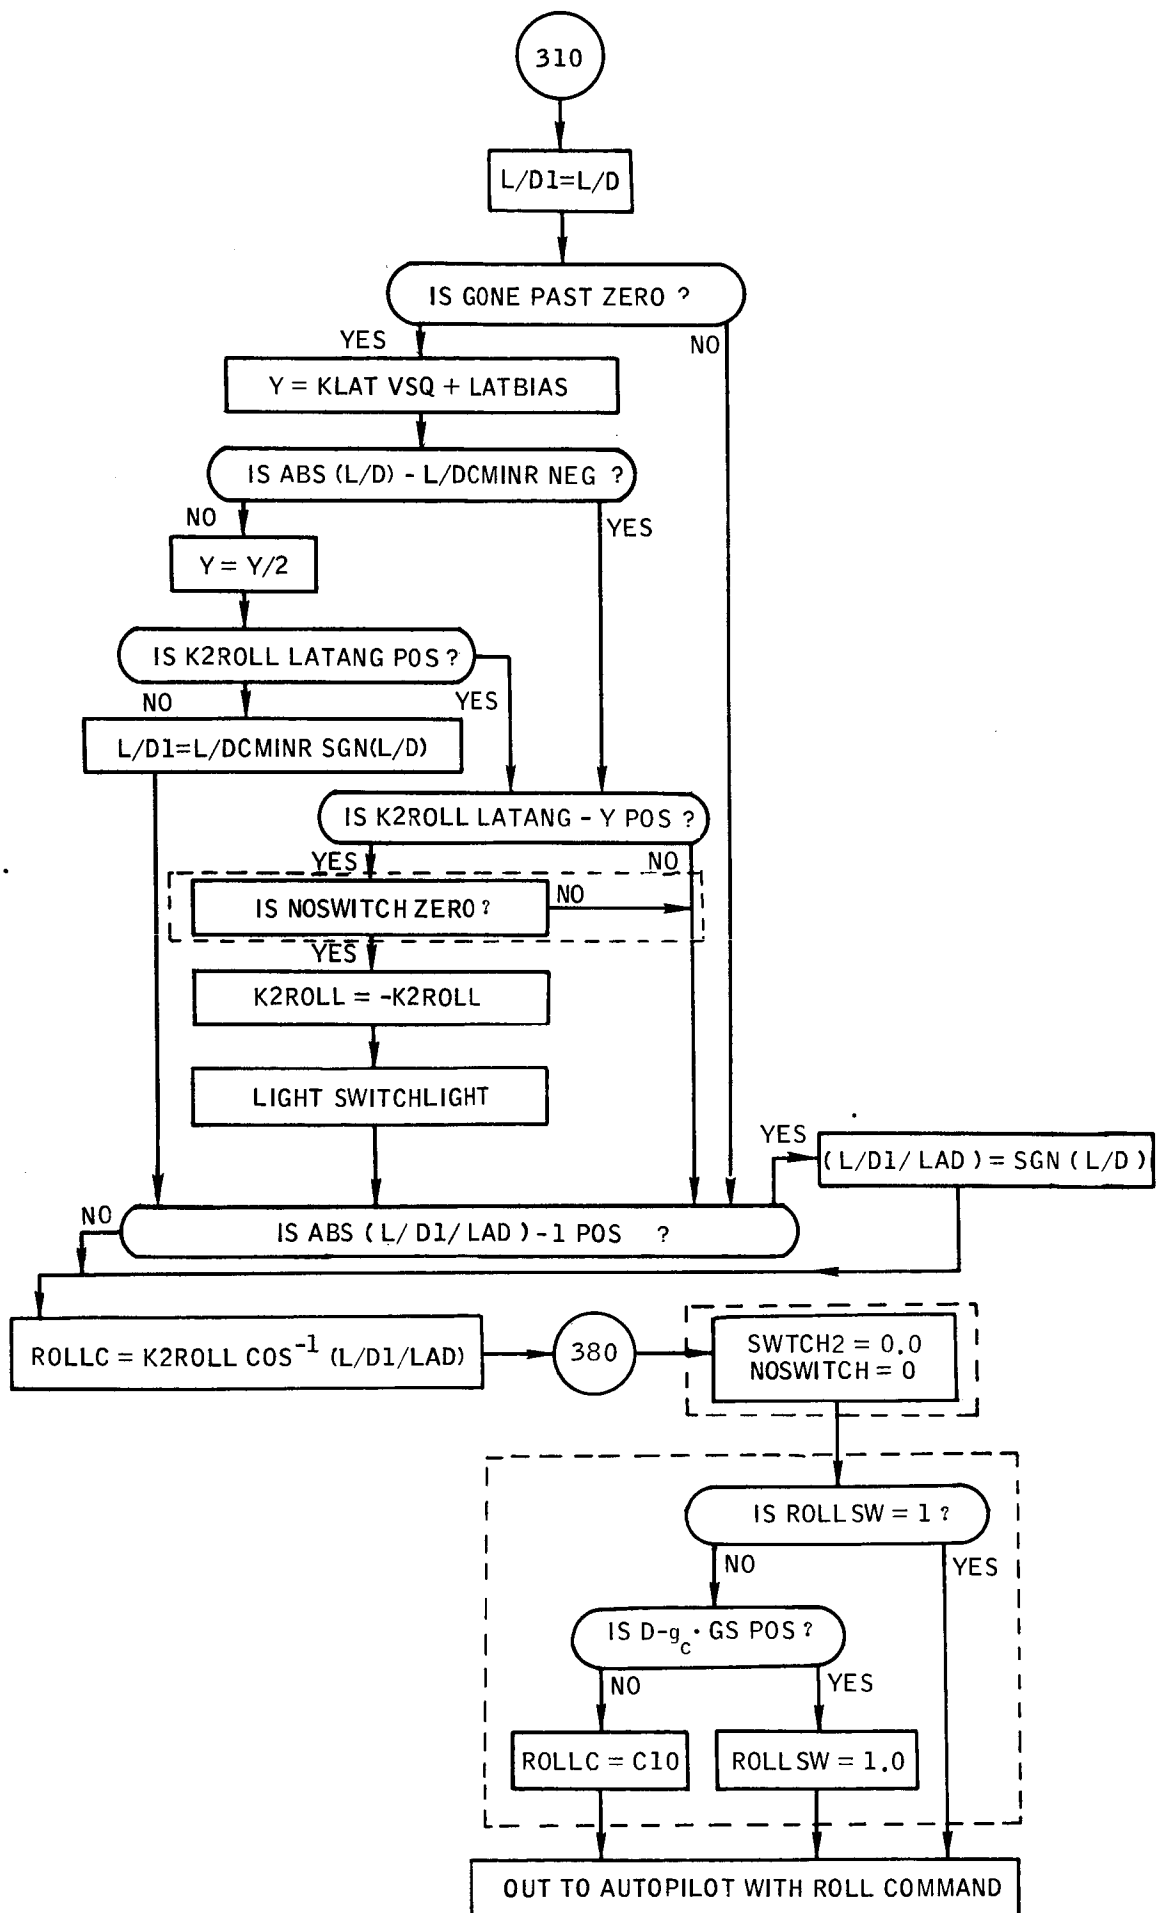 310
L/D1=L/D
IS GONE PAST ZERO ?
YES
NO
Y = KLAT VSQ + LATBIAS
IS ABS (L/D) - L/DCMINR NEG ?
NO
YES
Y = Y/2
IS K2ROLL LATANG POS ?
NO
YES
L/D1=L/DCMINR SGN(L/D)
IS K2ROLL LATANG - Y POS ?
YES
NO
IS NOSWITCH ZERO ?
NO
YES
K2ROLL = -K2ROLL
LIGHT SWITCHLIGHT
YES
(L/D1/LAD) = SGN (L/D)
NO
IS ABS (L/D1/LAD) -1 POS ?
ROLLC = K2ROLL COS⁻¹ (L/D1/LAD)
380
SWTCH2 = 0.0
NOSWITCH = 0
IS ROLLSW = 1 ?
NO
YES
IS D-g_c · GS POS ?
NO
YES
ROLLC = C10
ROLLSW = 1.0
OUT TO AUTOPILOT WITH ROLL COMMAND